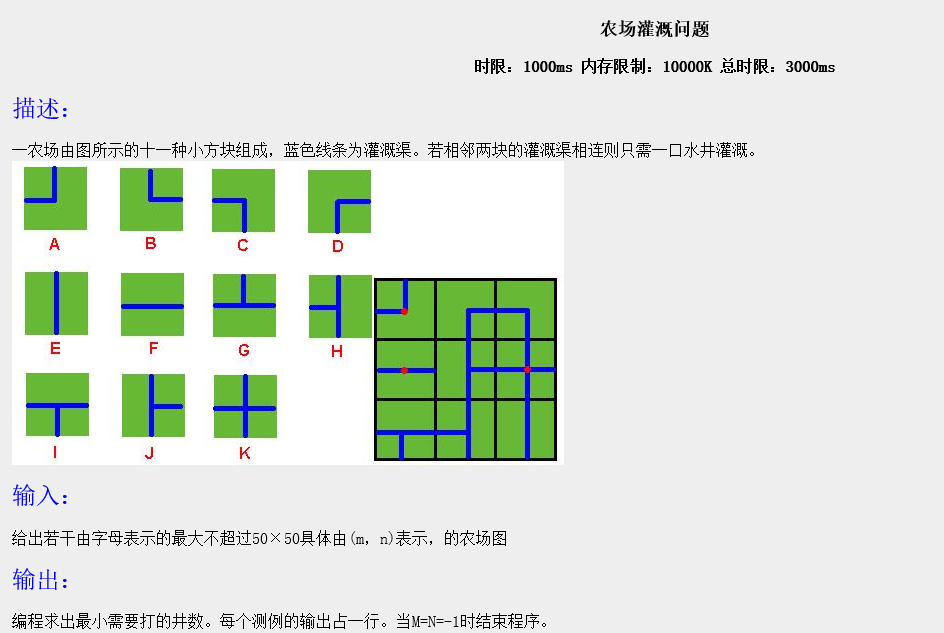 农场灌溉问题
时限：1000ms 内存限制：10000K 总时限：3000ms
描述：
一农场由图所示的十一种小方块组成，蓝色线条为灌溉渠。若相邻两块的灌溉渠相连则只需一口水井灌溉。
A B C D
E F G H
I J K
输入：
给出若干由字母表示的最大不超过50×50具体由(m，n)表示，的农场图
输出：
编程求出最小需要打的井数。每个测例的输出占一行。当M=N=-1时结束程序。